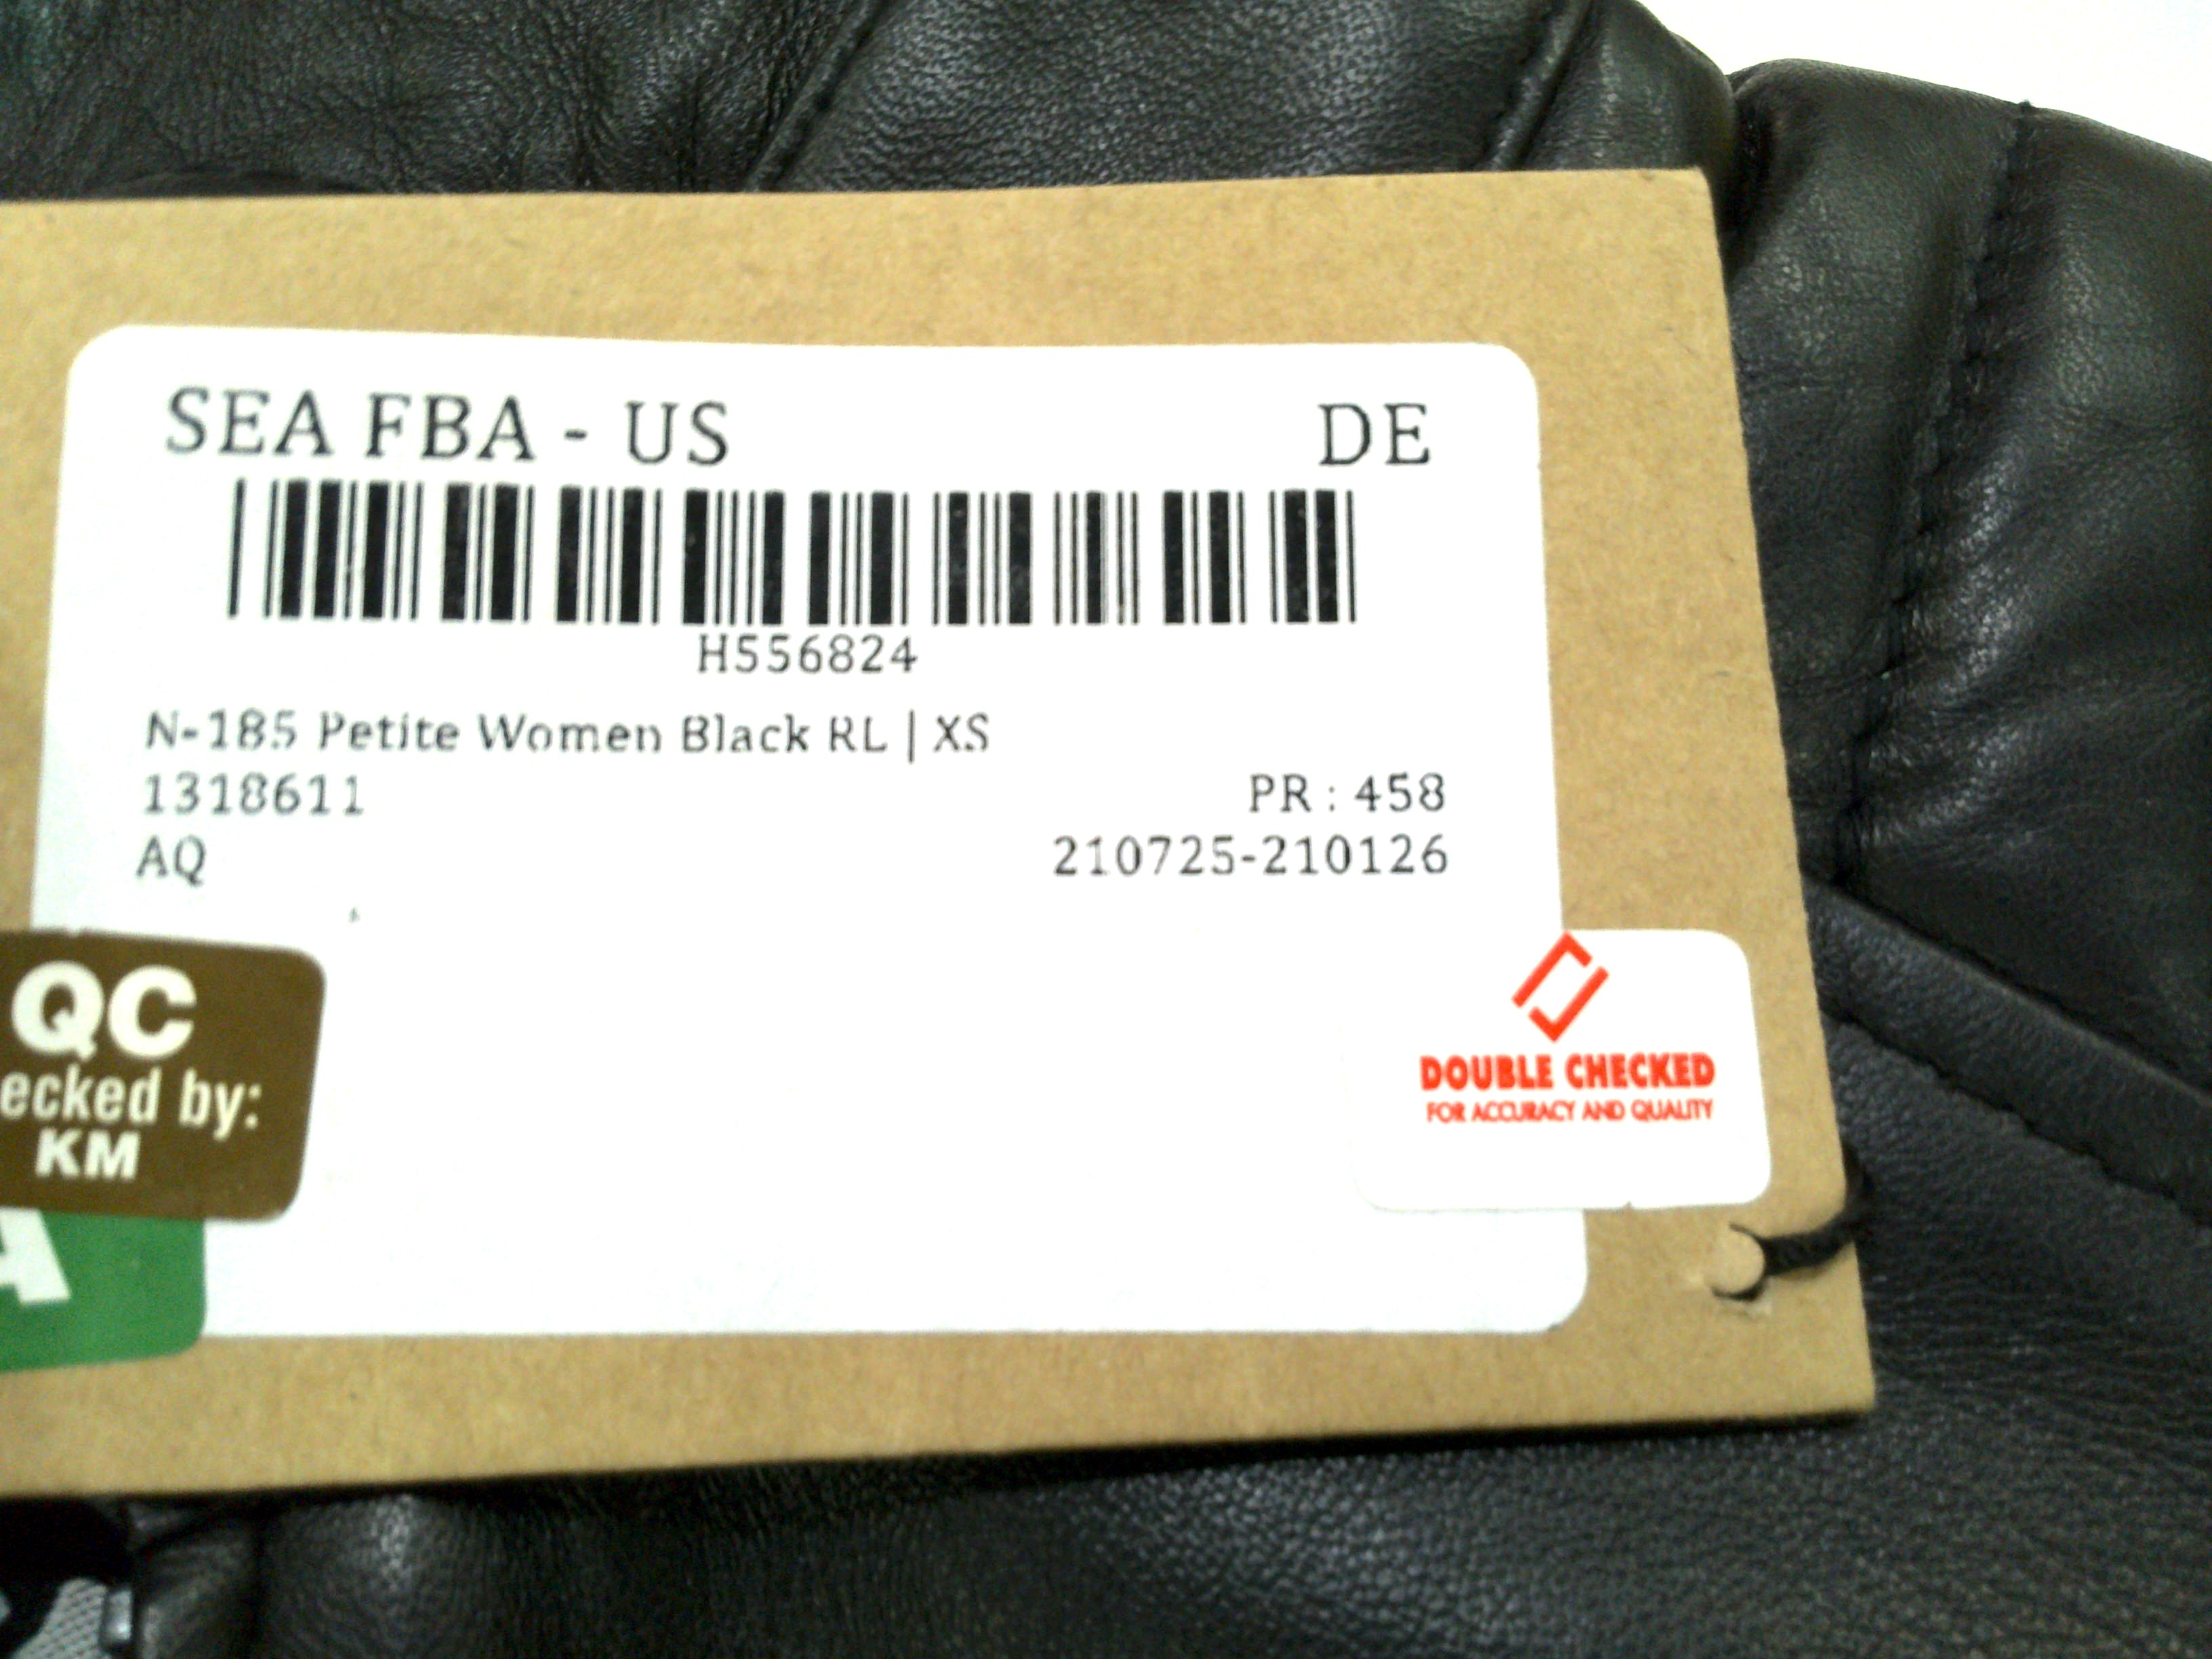 SEA FBA - US DE
H556824
N-185 Petite Women Black RL | XS
1318611 PR : 458
AQ 210725-210126
QC
ecked by:
KM
A
DOUBLE CHECKED
FOR ACCURACY AND QUALITY